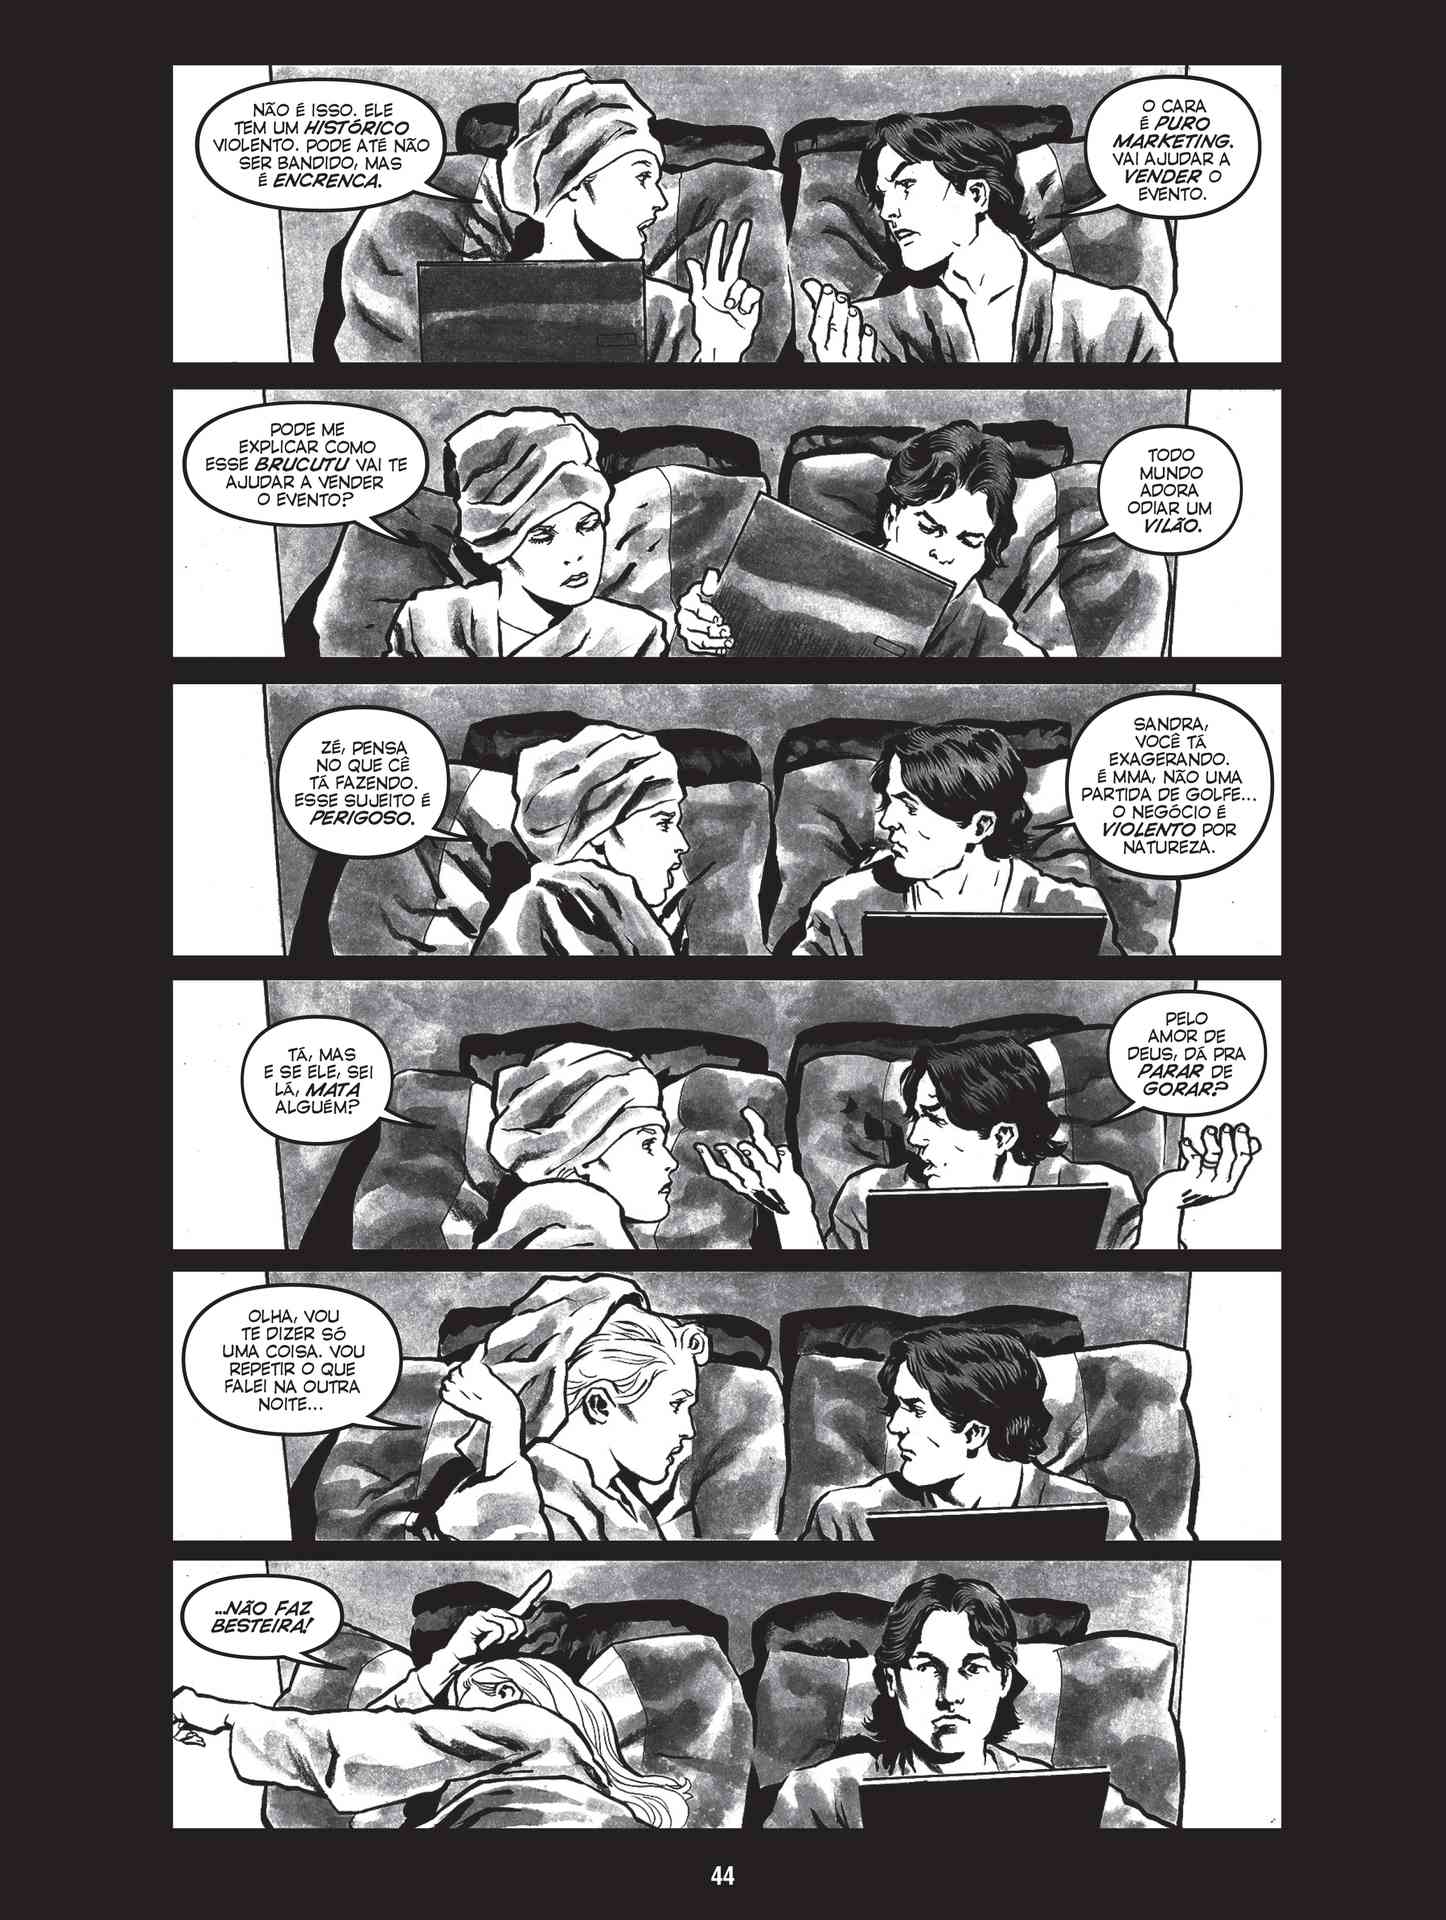 NÃO É ISSO. ELE
TEM UM HISTÓRICO
VIOLENTO. PODE ATÉ NÃO
SER BANDIDO, MAS
É ENCRENCA.
O CARA
É PURO
MARKETING.
VAI AJUDAR A
VENDER O
EVENTO.
PODE ME
EXPLICAR COMO
ESSE BRUCUTU VAI TE
AJUDAR A VENDER
O EVENTO?
TODO
MUNDO
ADORA
ODIAR UM
VILÃO.
ZÉ, PENSA
NO QUE CÊ
TÁ FAZENDO.
ESSE SUJEITO É
PERIGOSO.
SANDRA,
VOCÊ TÁ
EXAGERANDO.
É MMA, NÃO UMA
PARTIDA DE GOLFE...
O NEGÓCIO É
VIOLENTO POR
NATUREZA.
TÁ, MAS
E SE ELE, SEI
LÁ, MATA
ALGUÉM?
PELO
AMOR DE
DEUS, DÁ PRA
PARAR DE
GORAR?
OLHA, VOU
TE DIZER SÓ
UMA COISA. VOU
REPETIR O QUE
FALEI NA OUTRA
NOITE...
...NÃO FAZ
BESTEIRA!
44